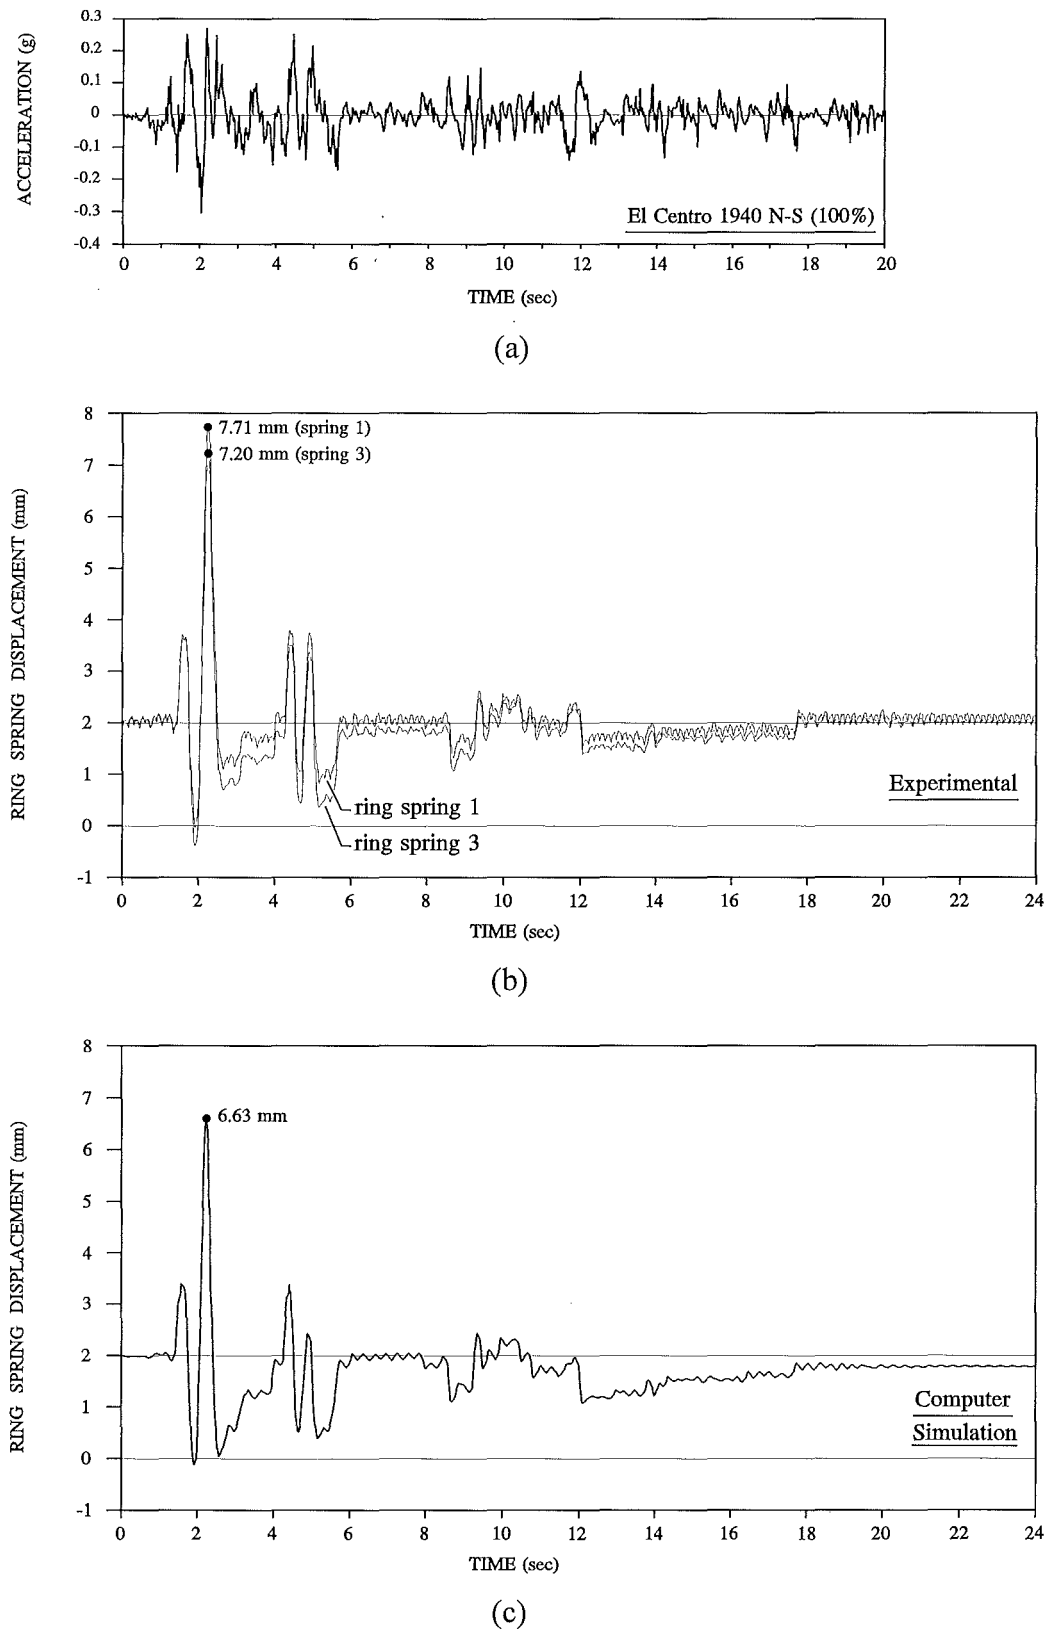 0.3
0.2
0.1
0
-0.1
-0.2
-0.3
-0.4
ACCELERATION (g)
El Centro 1940 N-S (100%)
0 2 4 6 8 10 12 14 16 18 20
TIME (sec)
(a)
8
7
6
5
4
3
2
1
0
-1
RING SPRING DISPLACEMENT (mm)
7.71 mm (spring 1)
7.20 mm (spring 3)
Experimental
ring spring 1
ring spring 3
0 2 4 6 8 10 12 14 16 18 20 22 24
TIME (sec)
(b)
8
7
6
5
4
3
2
1
0
-1
RING SPRING DISPLACEMENT (mm)
6.63 mm
Computer
Simulation
0 2 4 6 8 10 12 14 16 18 20 22 24
TIME (sec)
(c)